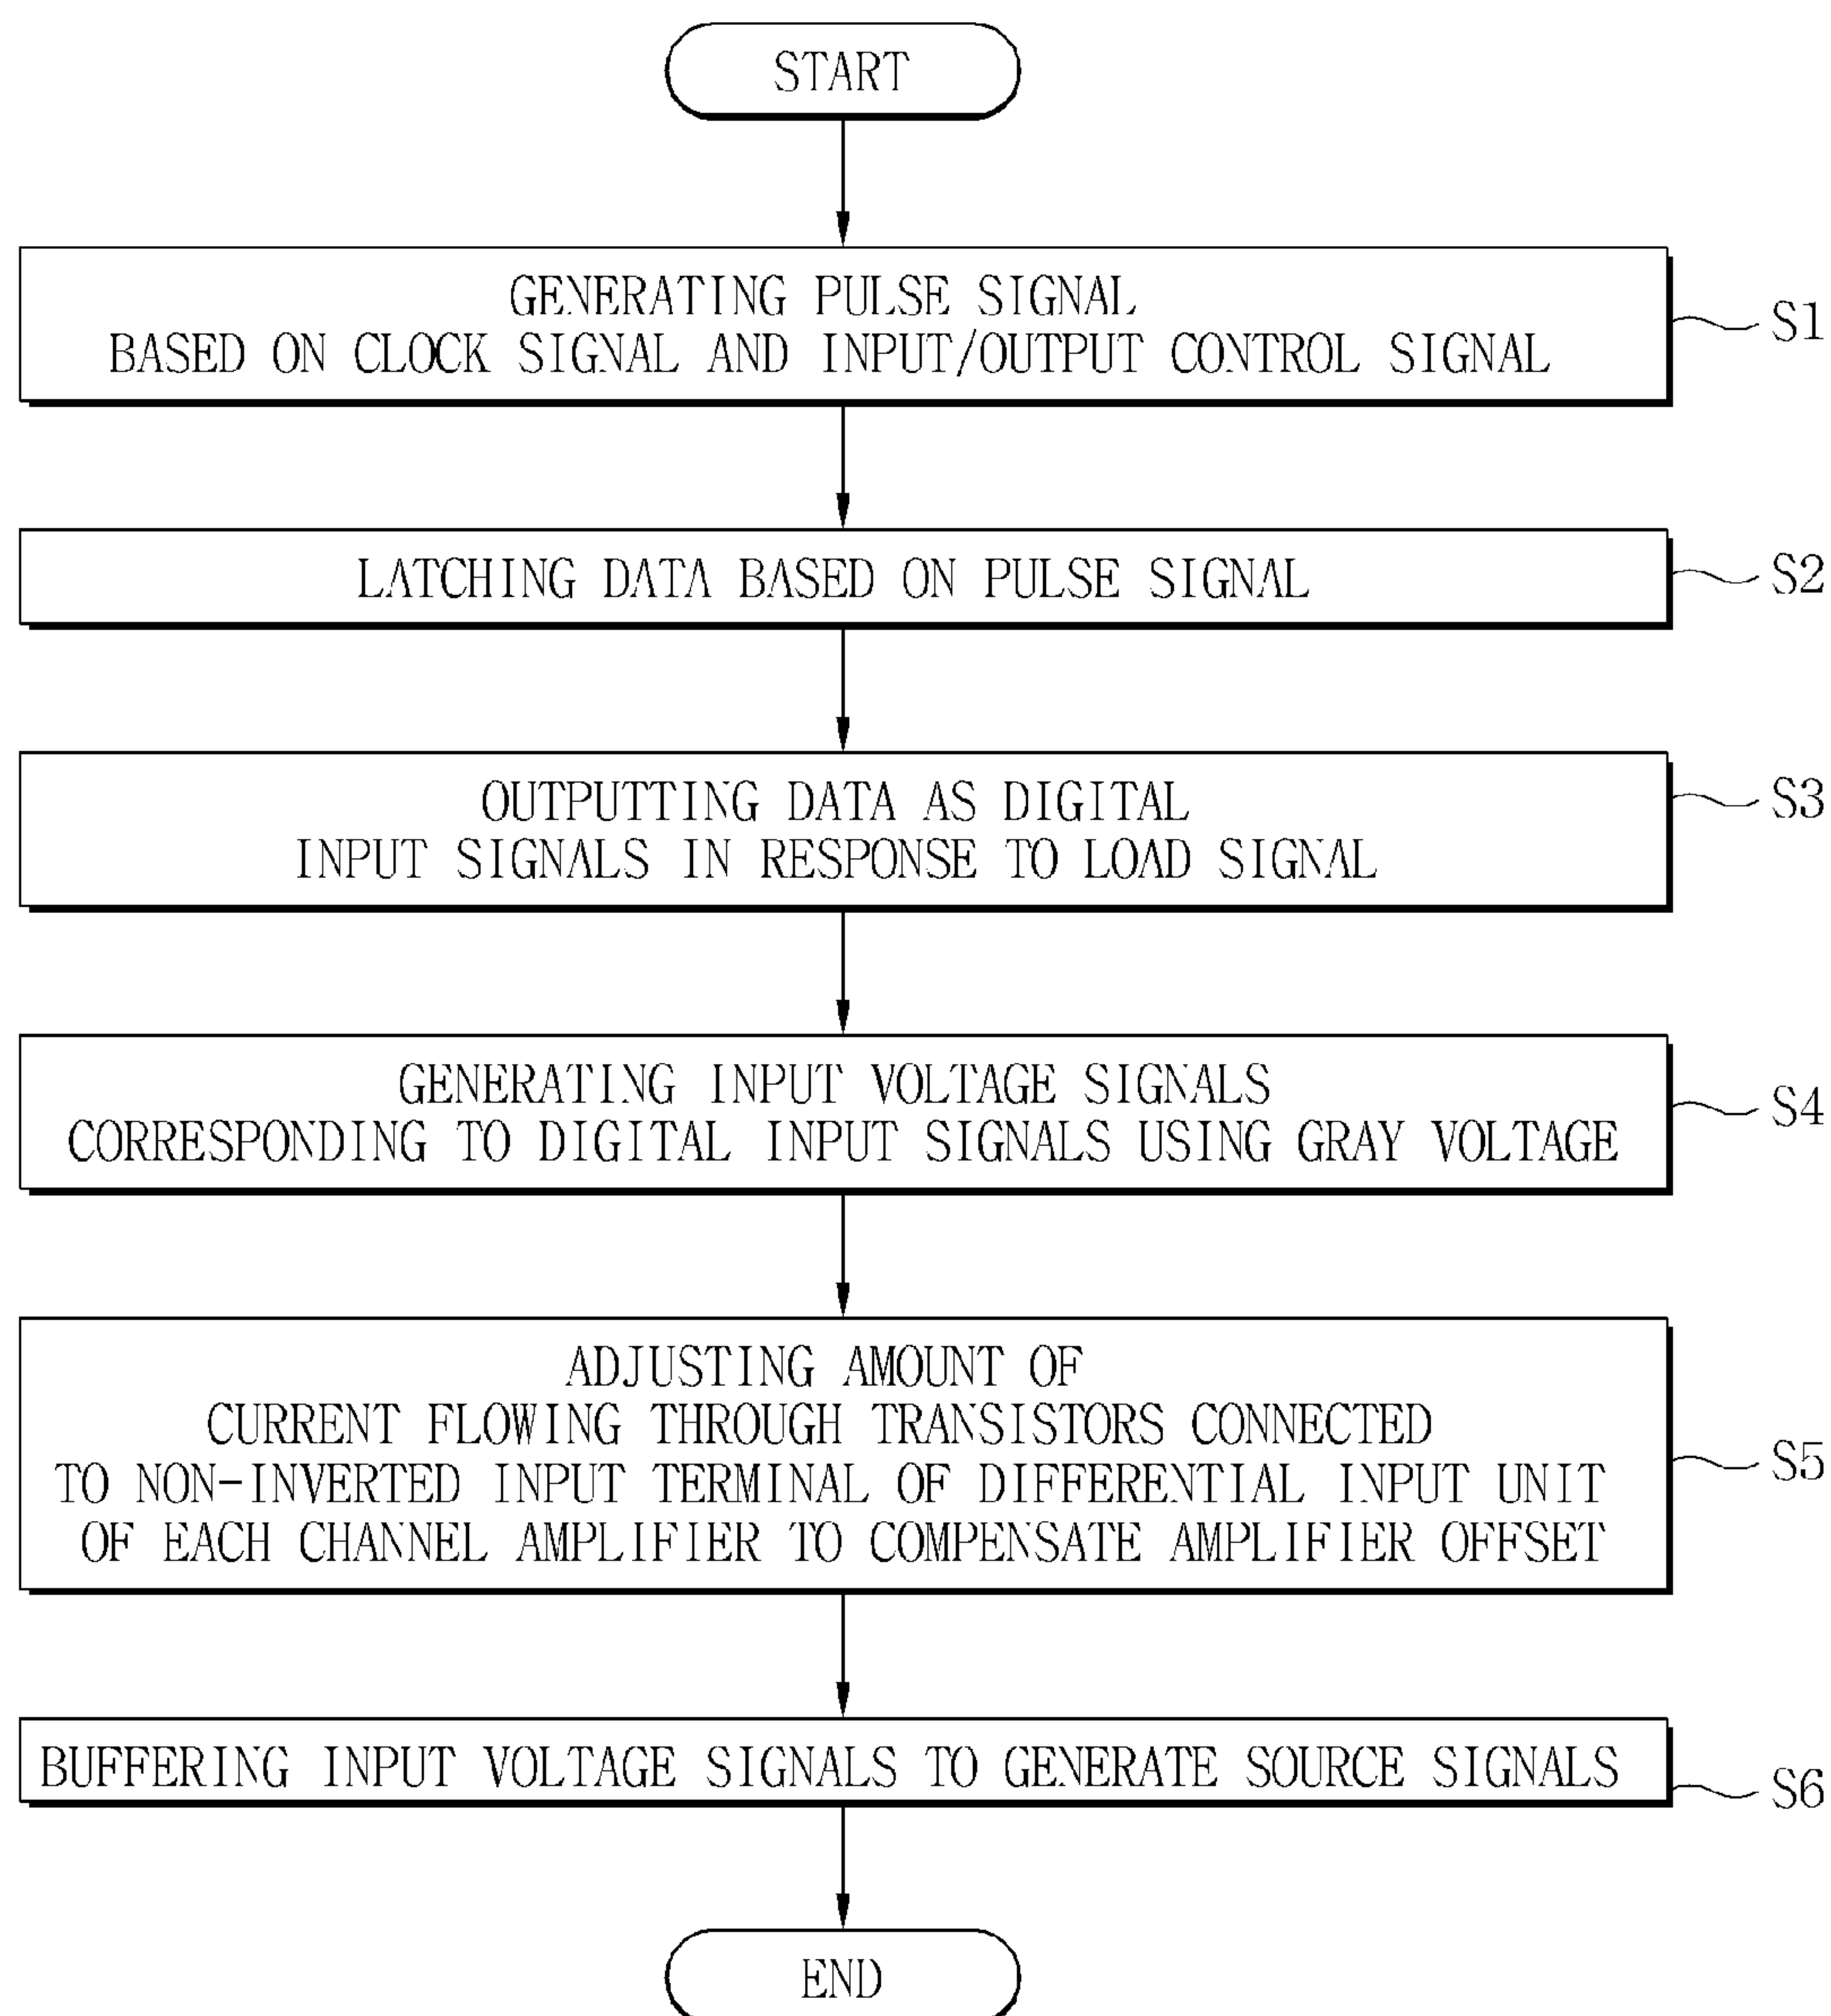 START
GENERATING PULSE SIGNAL
BASED ON CLOCK SIGNAL AND INPUT/OUTPUT CONTROL SIGNAL
S1
LATCHING DATA BASED ON PULSE SIGNAL
S2
OUTPUTTING DATA AS DIGITAL
INPUT SIGNALS IN RESPONSE TO LOAD SIGNAL
S3
GENERATING INPUT VOLTAGE SIGNALS
CORRESPONDING TO DIGITAL INPUT SIGNALS USING GRAY VOLTAGE
S4
ADJUSTING AMOUNT OF
CURRENT FLOWING THROUGH TRANSISTORS CONNECTED
TO NON-INVERTED INPUT TERMINAL OF DIFFERENTIAL INPUT UNIT
OF EACH CHANNEL AMPLIFIER TO COMPENSATE AMPLIFIER OFFSET
S5
BUFFERING INPUT VOLTAGE SIGNALS TO GENERATE SOURCE SIGNALS
S6
END